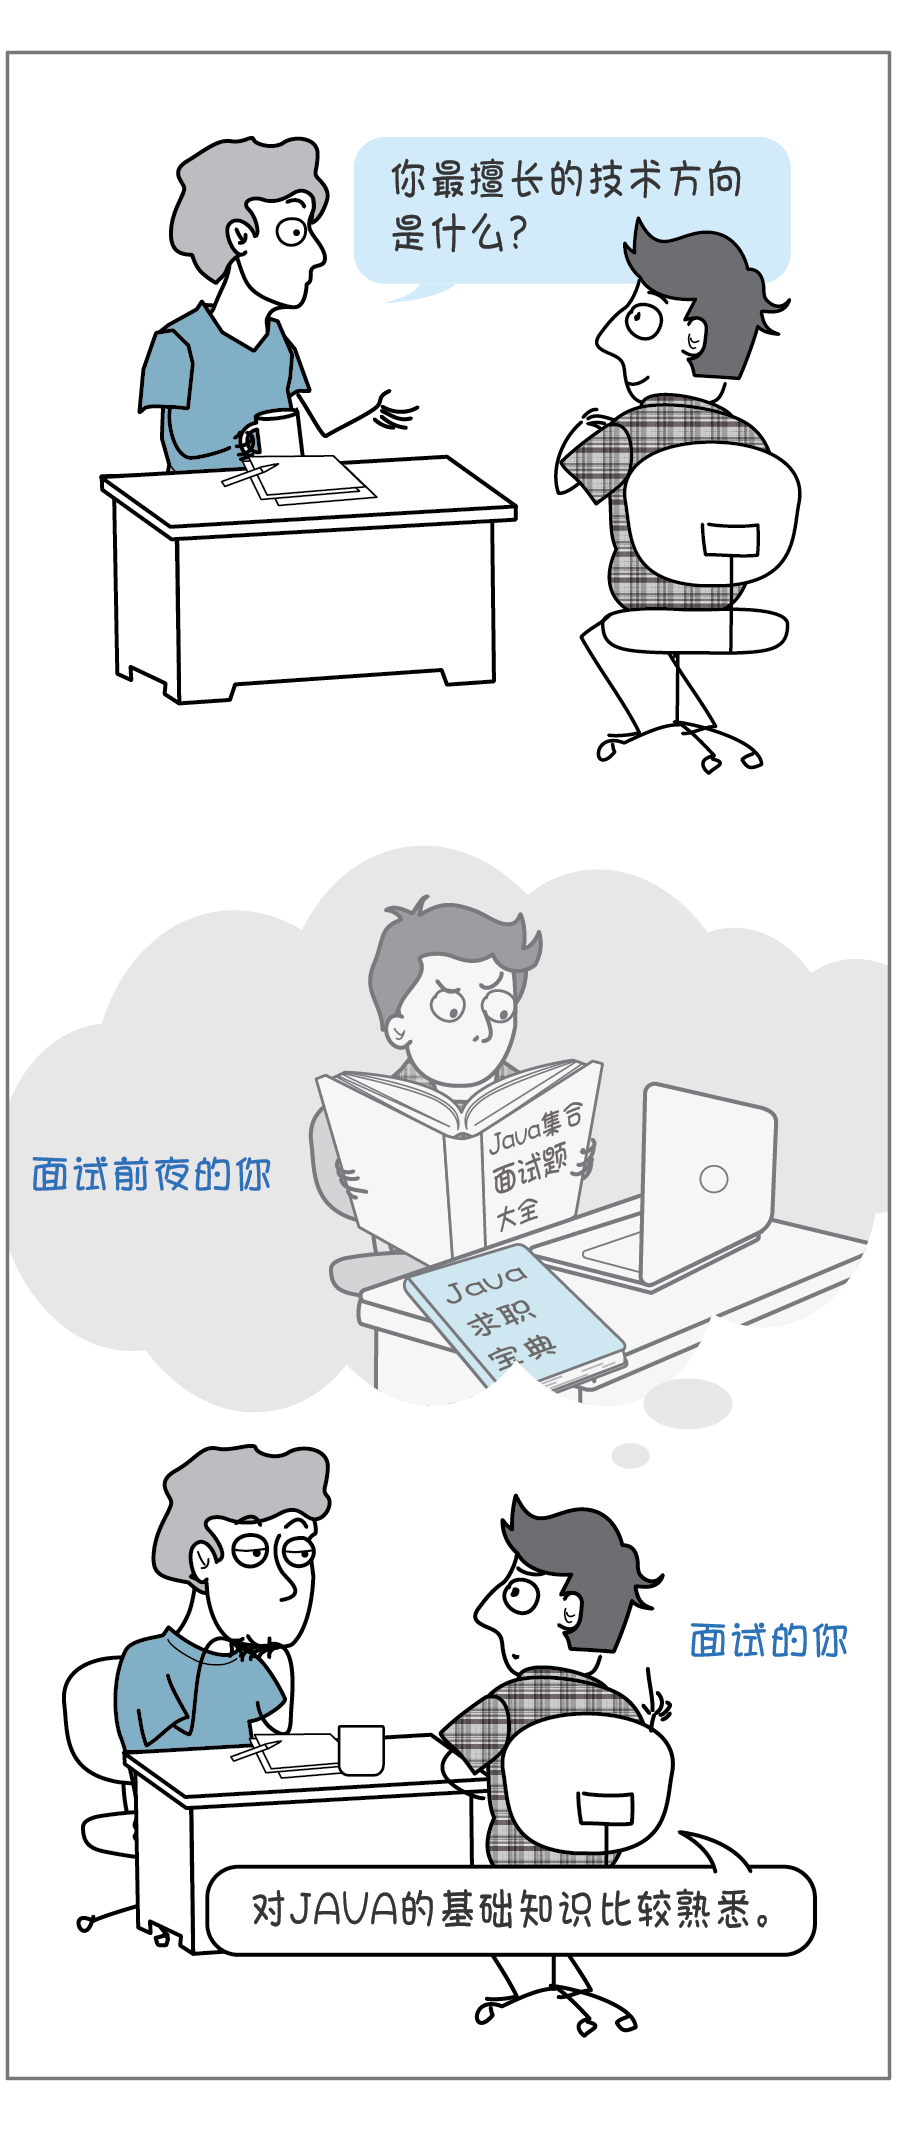 你最擅长的技术方向
是什么?
Java集合
面试题
大全
面试前夜的你
Java
求职
宝典
面试的你
对JAVA的基础知识比较熟悉。